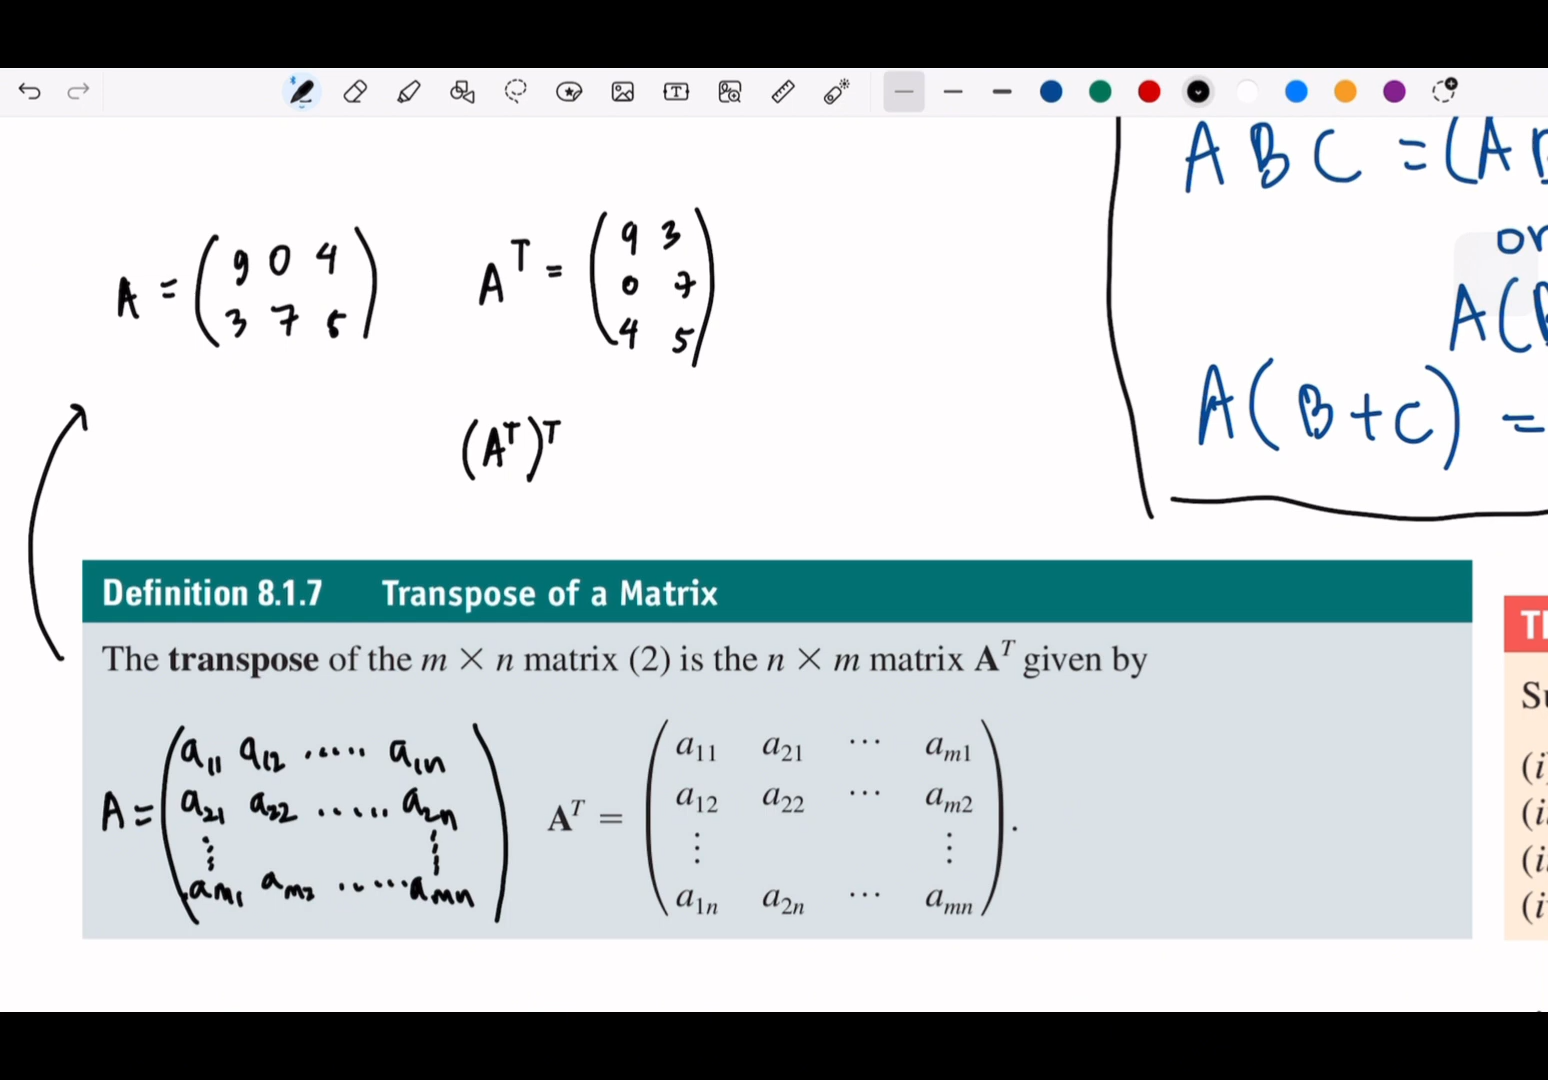 A B C = (A
or
A = ( 9 0 4
3 7 5 )
A^T = ( 9 3
0 7
4 5 )
A(
A( B + C ) =
(A^T)^T
Definition 8.1.7 Transpose of a Matrix
The transpose of the m × n matrix (2) is the n × m matrix A^T given by
A = ( a11 a12 ..... a1n
a21 a22 ..... a2n
⋮ ⋮
am1 am2 ..... amn )
A^T = ( a11 a21 ⋯ am1
a12 a22 ⋯ am2
⋮ ⋮
a1n a2n ⋯ amn ) .
(i
(i
(i